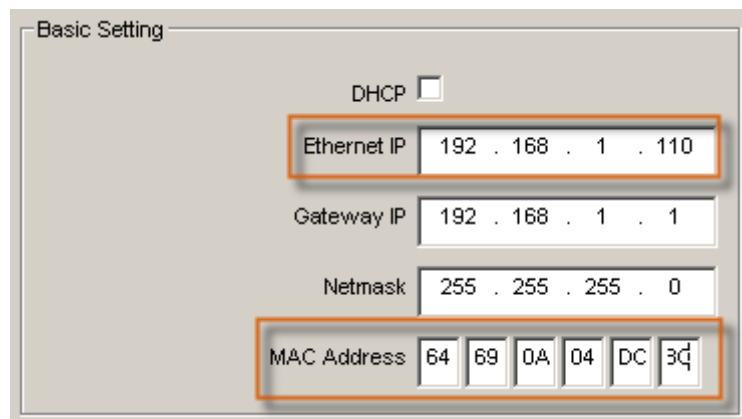 Basic Setting
DHCP
Ethernet IP 192 . 168 . 1 . 110
Gateway IP 192 . 168 . 1 . 1
Netmask 255 . 255 . 255 . 0
MAC Address 64 69 0A 04 DC